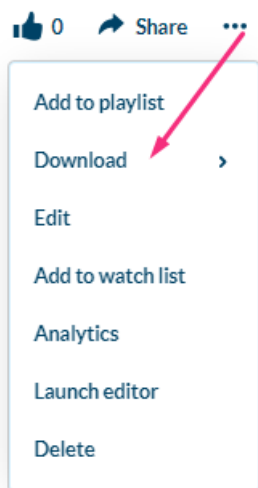 0 Share ...
Add to playlist
Download >
Edit
Add to watch list
Analytics
Launch editor
Delete